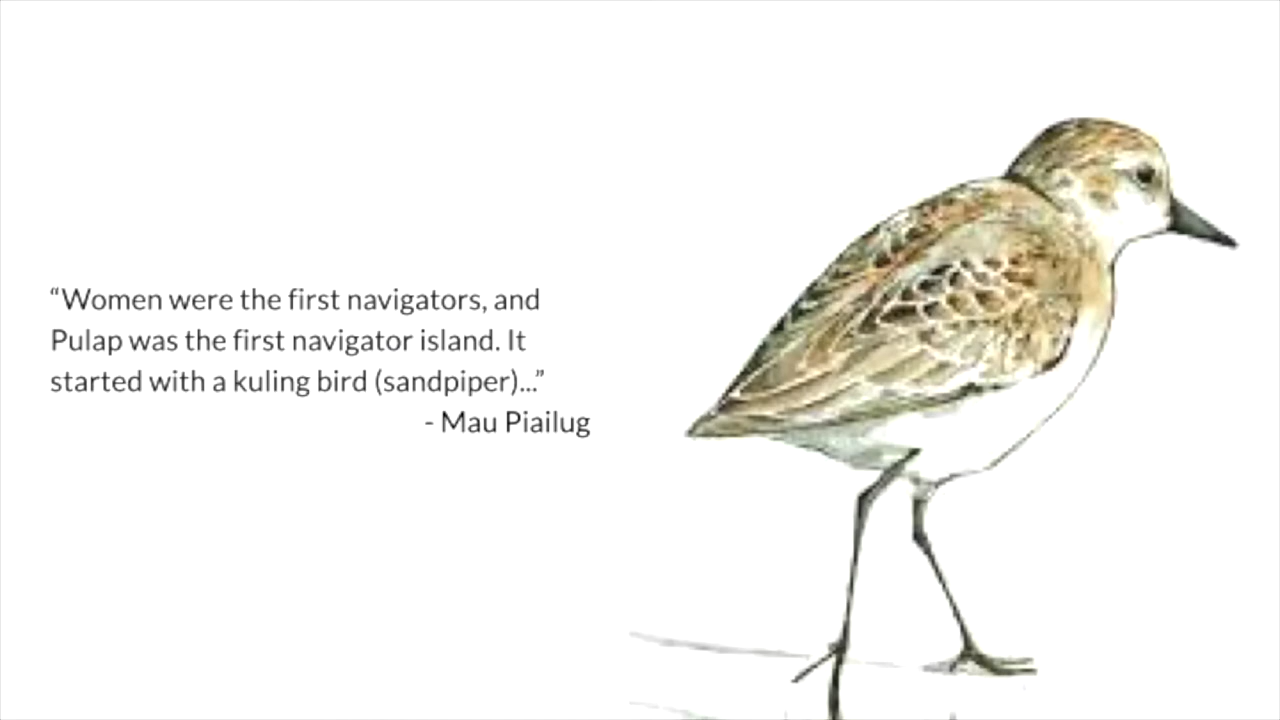 “Women were the first navigators, and
Pulap was the first navigator island. It
started with a kuling bird (sandpiper)...”
- Mau Piailug